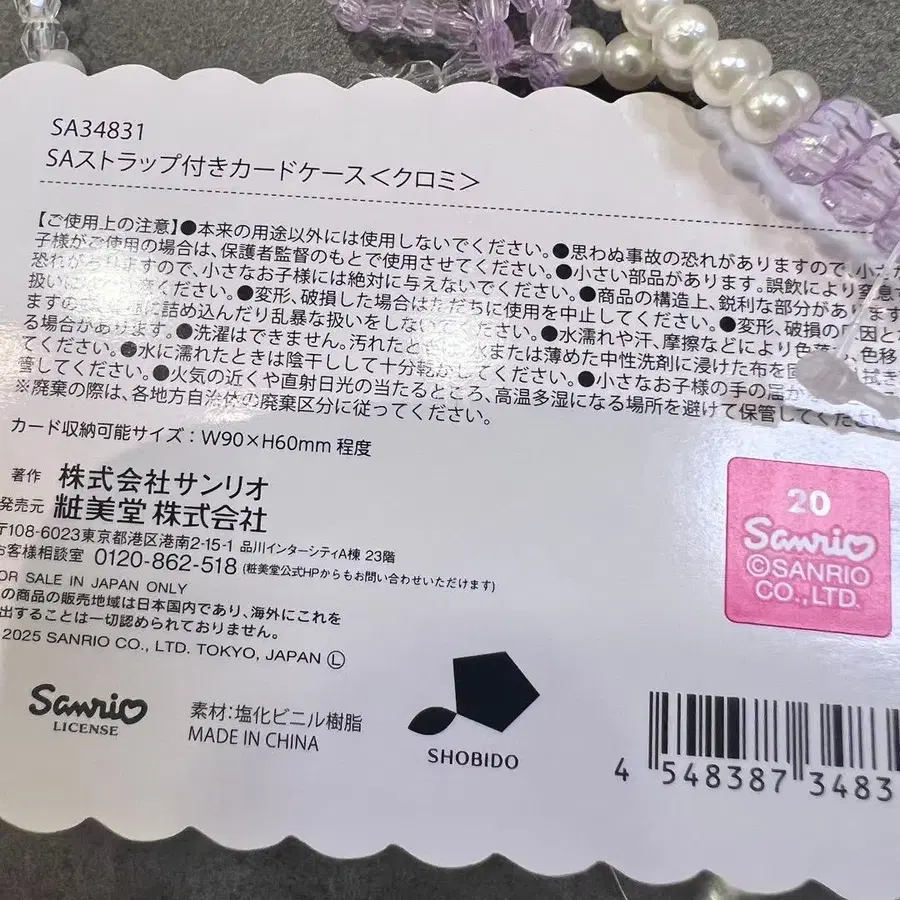 SA34831
SAストラップ付きカードケース<クロミ>
【ご使用上の注意】●本来の用途以外には使用しないでください。●思わぬ事故の恐れがありますので、小さ
子様がご使用の場合は、保護者監督のもとで使用させてください。●小さい部品があります。誤飲により窒息
恐れがありますので、小さなお子様には絶対に与えないでください。●商品の構造上、鋭利な部分があります
扱いに ください。●変形、破損した場合はただちに使用を中止してください。●変形、破損の原因と
ますの に詰め込んだり乱暴な扱いをしないでください。●水濡れや汗、摩擦などにより色落ち、色移
る場合があります。●洗濯はできません。汚れたときは、水または薄めた中性洗剤に浸けた布を固 拭き
てください。●水に濡れたときは陰干しして十分乾かしてください。●小さなお子様の手の届か
管してください。●火気の近くや直射日光の当たるところ、高温多湿になる場所を避けて保管してくださ
※廃棄の際は、各地方自治体の廃棄区分に従ってください。
カード収納可能サイズ:W90×H60mm 程度
著作 株式会社サンリオ
発売元 粧美堂 株式会社
〒108-6023東京都港区港南2-15-1 品川インターシティA棟 23階
お客様相談室 0120-862-518 (粧美堂公式HPからもお問い合わせいただけます)
OR SALE IN JAPAN ONLY
の商品の販売地域は日本国内であり、海外にこれを
出することは一切認められておりません。
2025 SANRIO CO., LTD. TOKYO, JAPAN Ⓛ
Sanrio
LICENSE
素材:塩化ビニル樹脂
MADE IN CHINA
SHOBIDO
20
Sanrio
©SANRIO
CO.,LTD.
4 548387 3483